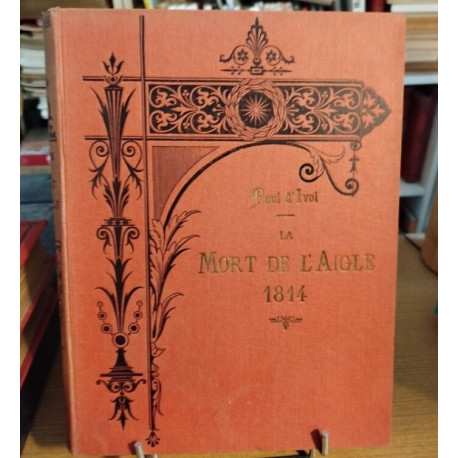 Paul d'Ivoi
LA
MORT DE L'AIGLE
1814